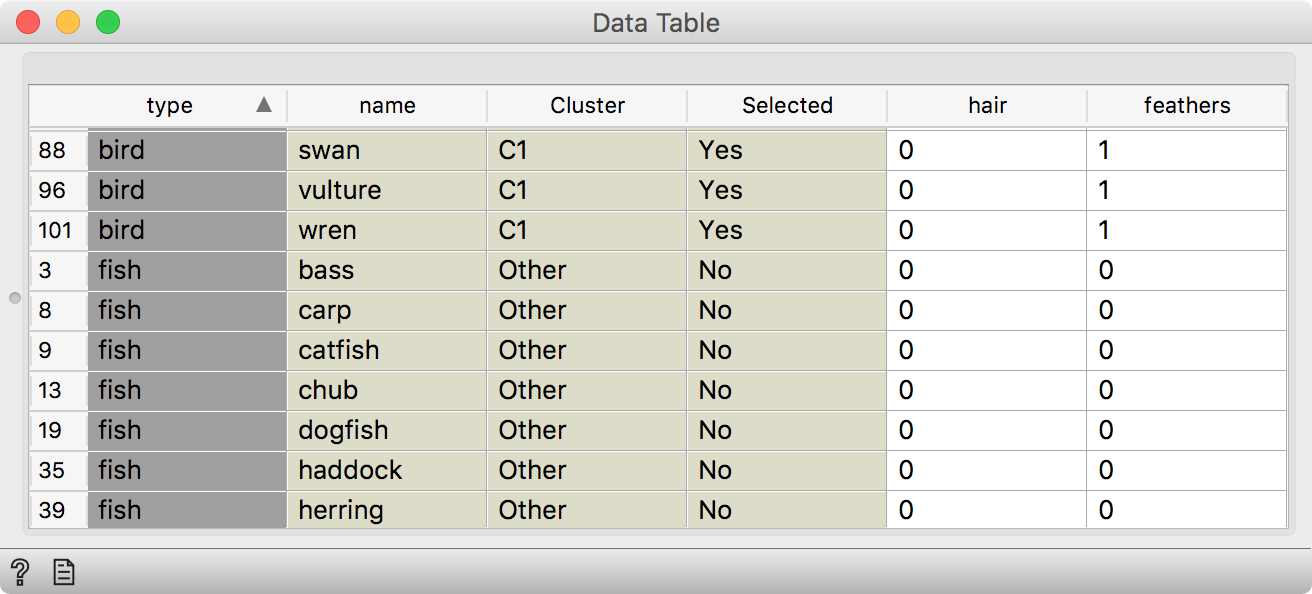 Data Table
type name Cluster Selected hair feathers
88 bird swan C1 Yes 0 1
96 bird vulture C1 Yes 0 1
101 bird wren C1 Yes 0 1
3 fish bass Other No 0 0
8 fish carp Other No 0 0
9 fish catfish Other No 0 0
13 fish chub Other No 0 0
19 fish dogfish Other No 0 0
35 fish haddock Other No 0 0
39 fish herring Other No 0 0
?